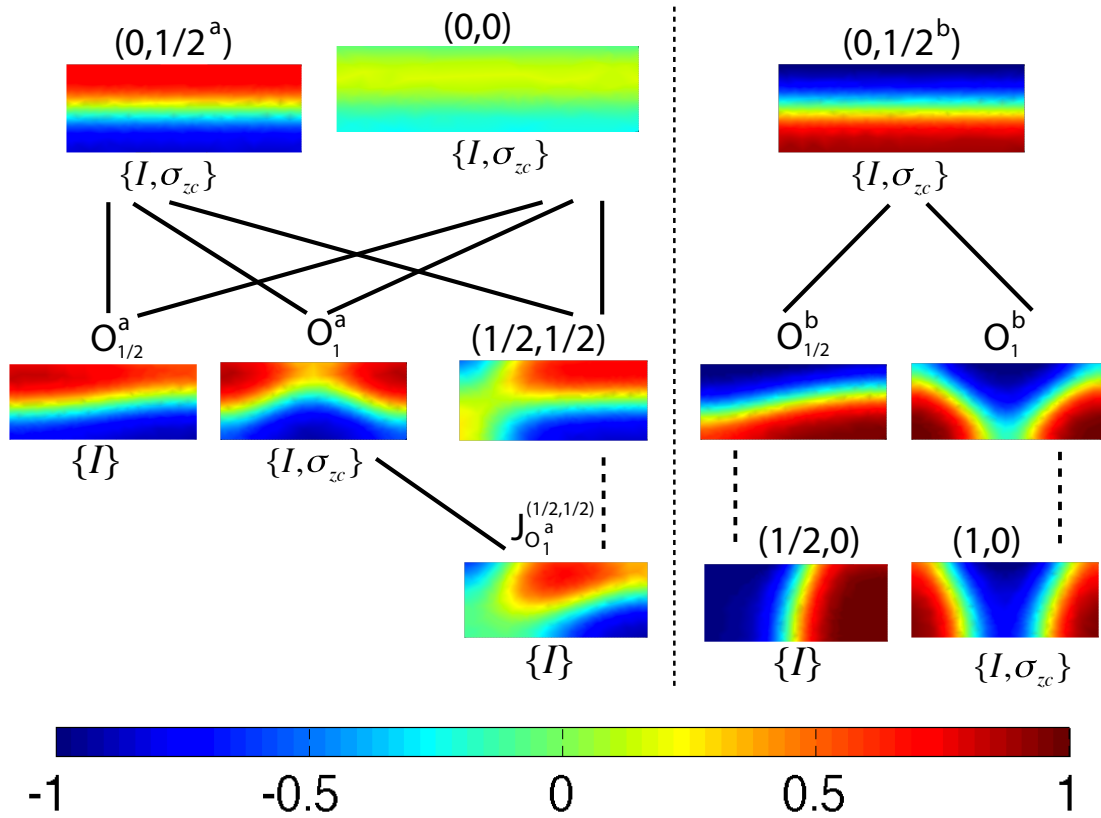 (0,1/2^a) (0,0) (0,1/2^b)
{I,σ_zc} {I,σ_zc} {I,σ_zc}
O^a_1/2 O^a_1 (1/2,1/2) O^b_1/2 O^b_1
{I} {I,σ_zc}
J^(1/2,1/2)_O^a_1 (1/2,0) (1,0)
{I} {I} {I,σ_zc}
-1 -0.5 0 0.5 1